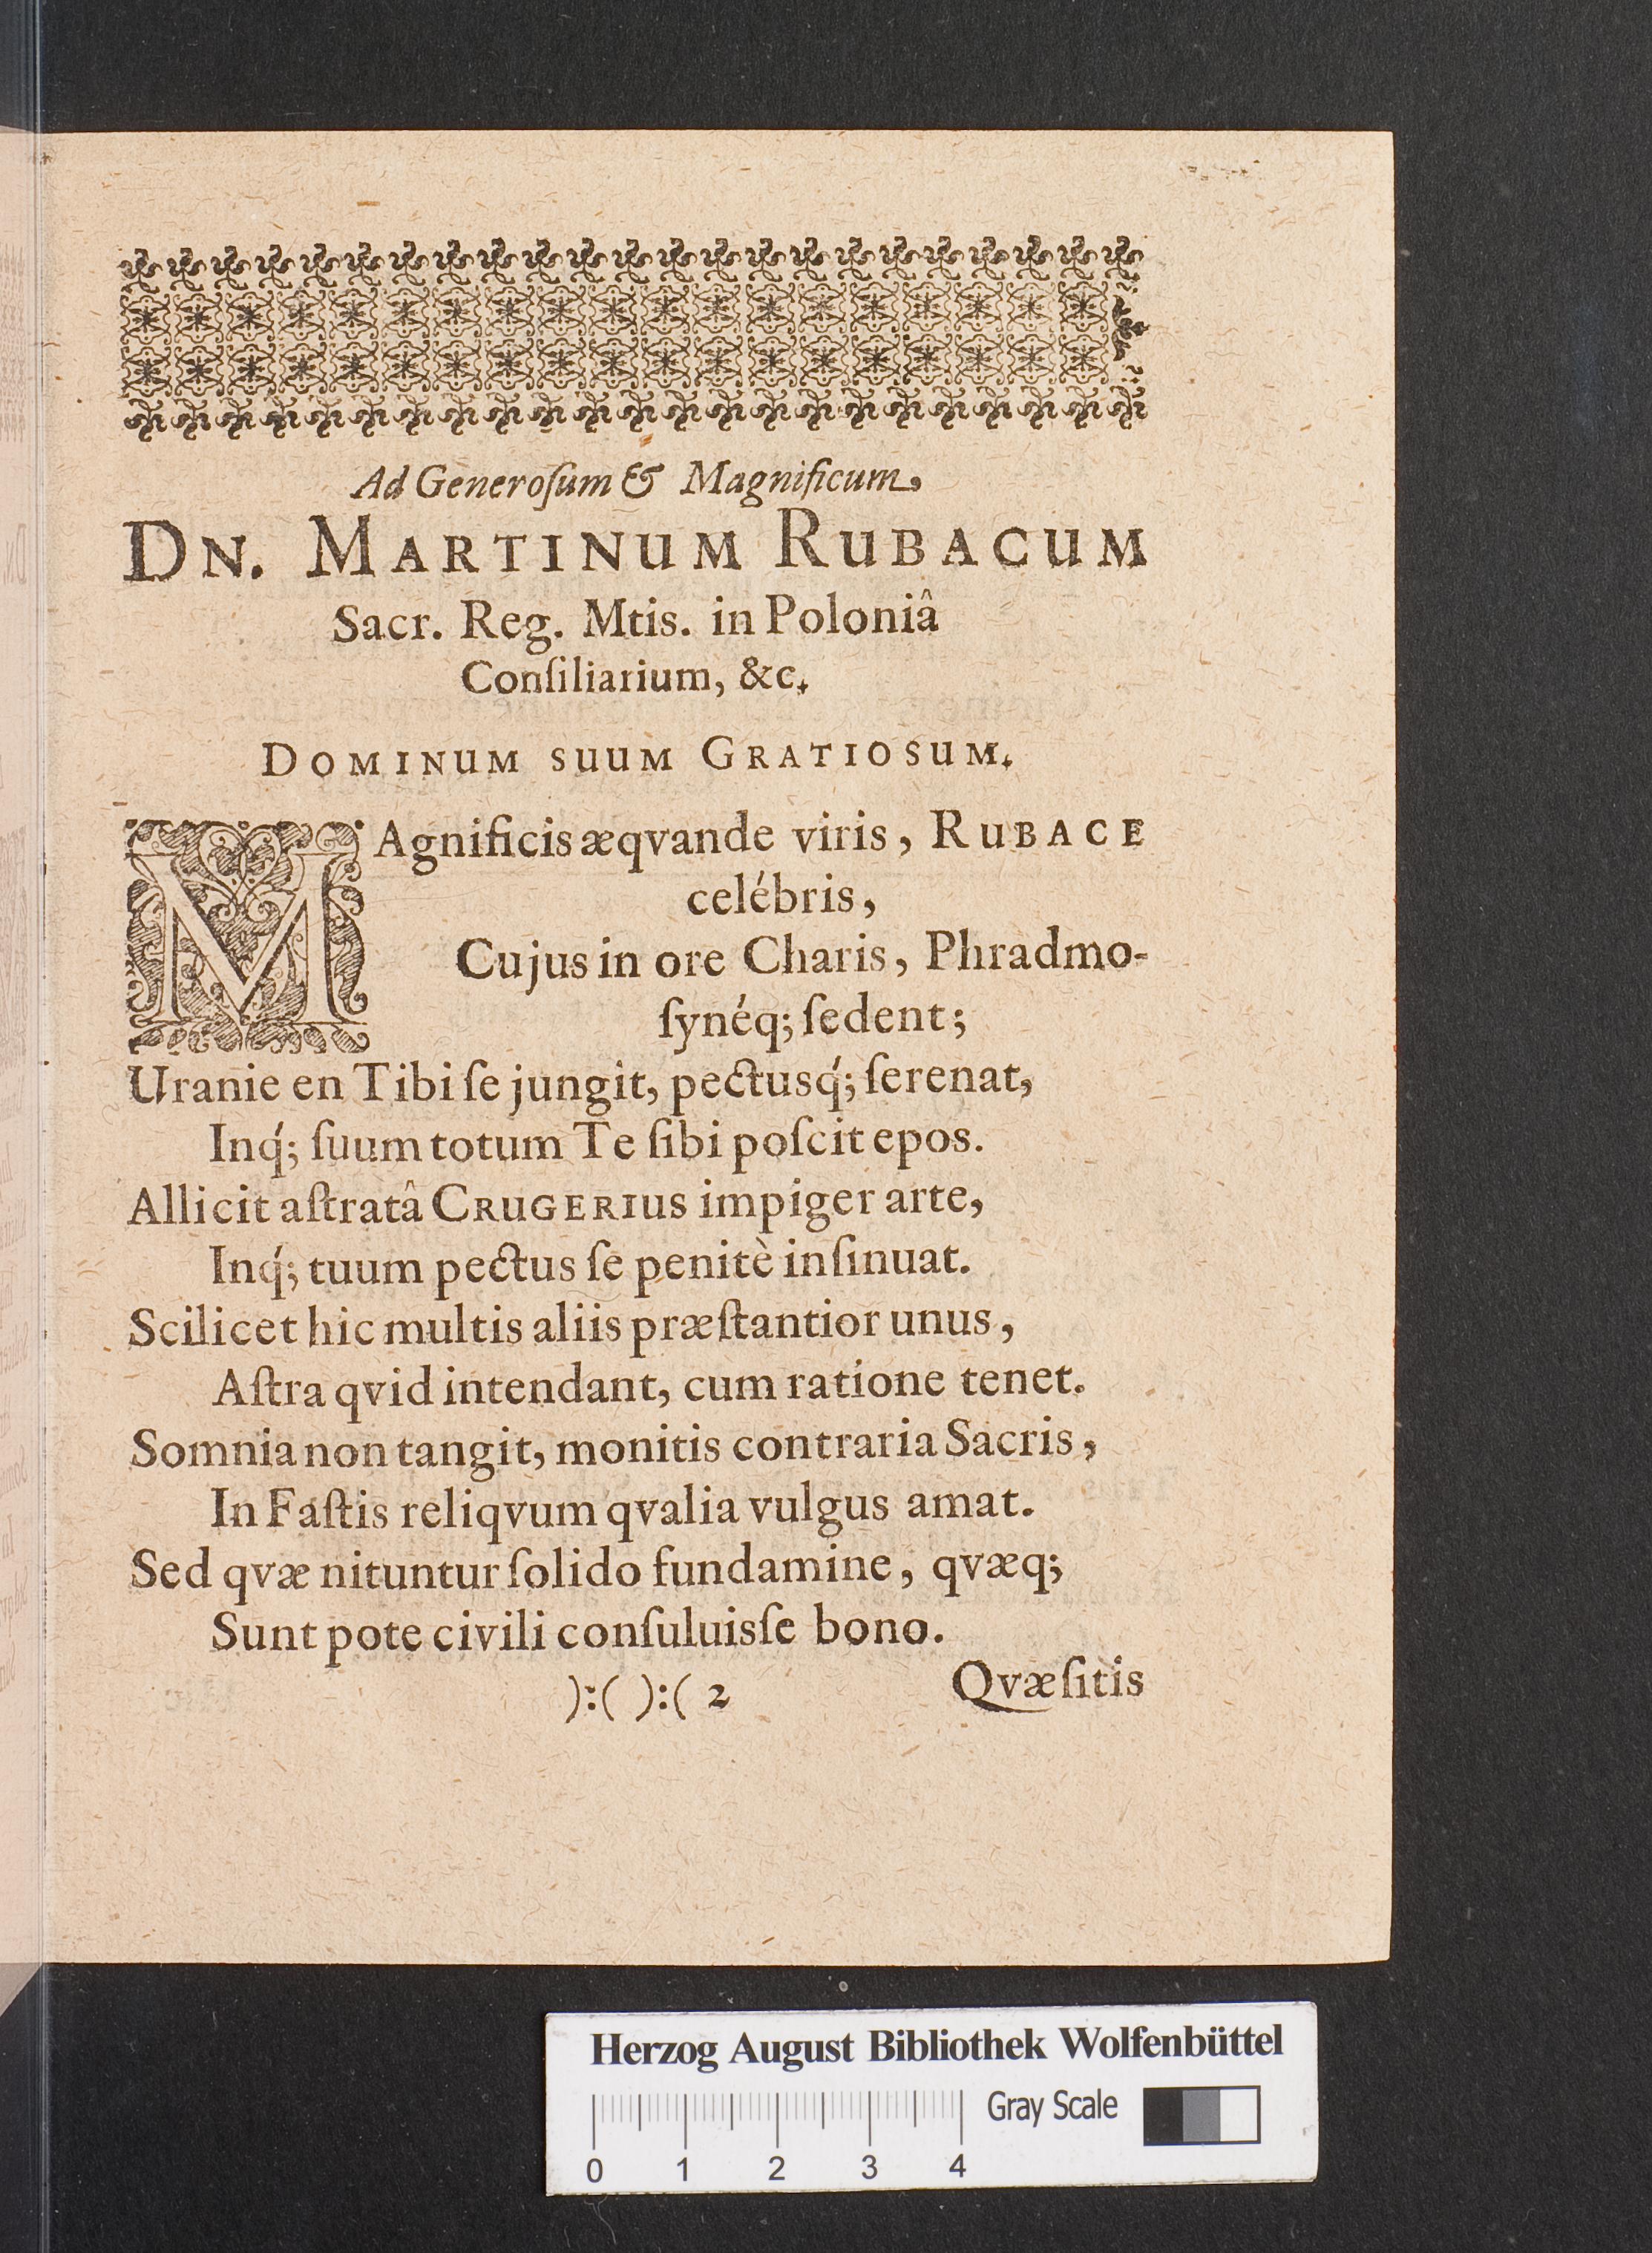 Ad Generoſum & Magnificum,
DN. MARTINUM RUBACUM
Sacr. Reg. Mtis. in Poloniâ
Conſiliarium, &c.
DOMINUM SUUM GRATIOSUM.
MAgnificis æqvande viris, RUBACE
celébris,
Cujus in ore Charis, Phradmo-
ſynéq; ſedent;
Uranie en Tibi ſe jungit, pectusq́; ſerenat,
Inq́; ſuum totum Te ſibi poſcit epos.
Allicit aſtratâ CRUGERIUS impiger arte,
Inq́; tuum pectus ſe penitè inſinuat.
Scilicet hic multis aliis præſtantior unus,
Aſtra qvid intendant, cum ratione tenet.
Somnia non tangit, monitis contraria Sacris,
In Faſtis reliqvum qvalia vulgus amat.
Sed qvæ nituntur ſolido fundamine, qvæq;
Sunt pote civili conſuluisſe bono.
):( ):( 2 Qvæſitis
Herzog August Bibliothek Wolfenbüttel
Gray Scale
0 1 2 3 4